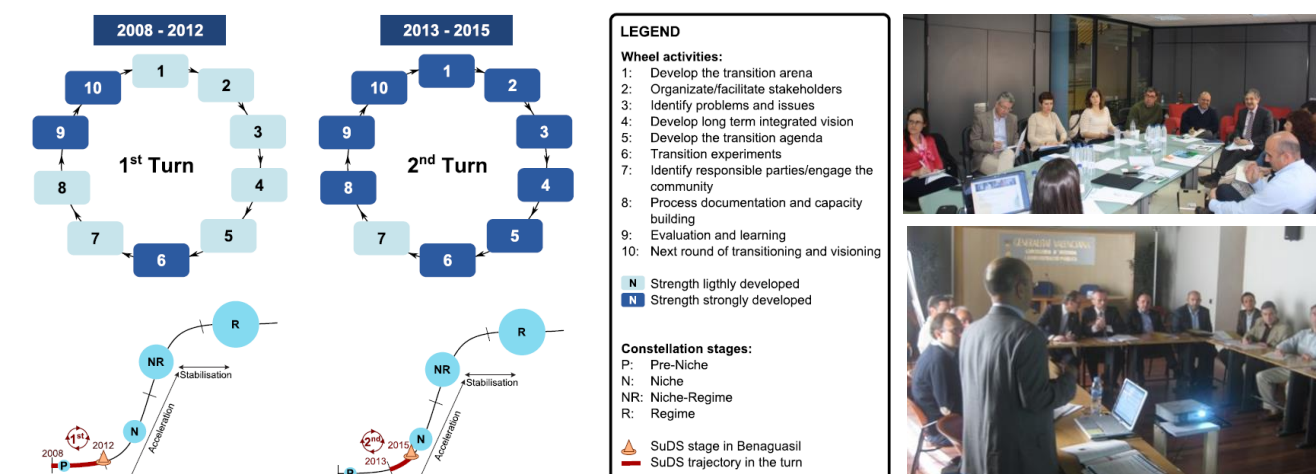 2008 - 2012
1
2
3
4
5
6
7
8
9
10
1st Turn
R
NR
Stabilisation
Acceleration
N
1st
2008
2012
P
2013 - 2015
1
2
3
4
5
6
7
8
9
10
2nd Turn
R
NR
Stabilisation
Acceleration
N
2nd
2015
2013
P
LEGEND
Wheel activities:
1: Develop the transition arena
2: Organizate/facilitate stakeholders
3: Identify problems and issues
4: Develop long term integrated vision
5: Develop the transition agenda
6: Transition experiments
7: Identify responsible parties/engage the
community
8: Process documentation and capacity
building
9: Evaluation and learning
10: Next round of transitioning and visioning
N Strength ligthly developed
N Strength strongly developed
Constellation stages:
P: Pre-Niche
N: Niche
NR: Niche-Regime
R: Regime
SuDS stage in Benaguasil
SuDS trajectory in the turn
GENERALITAT VALENCIANA